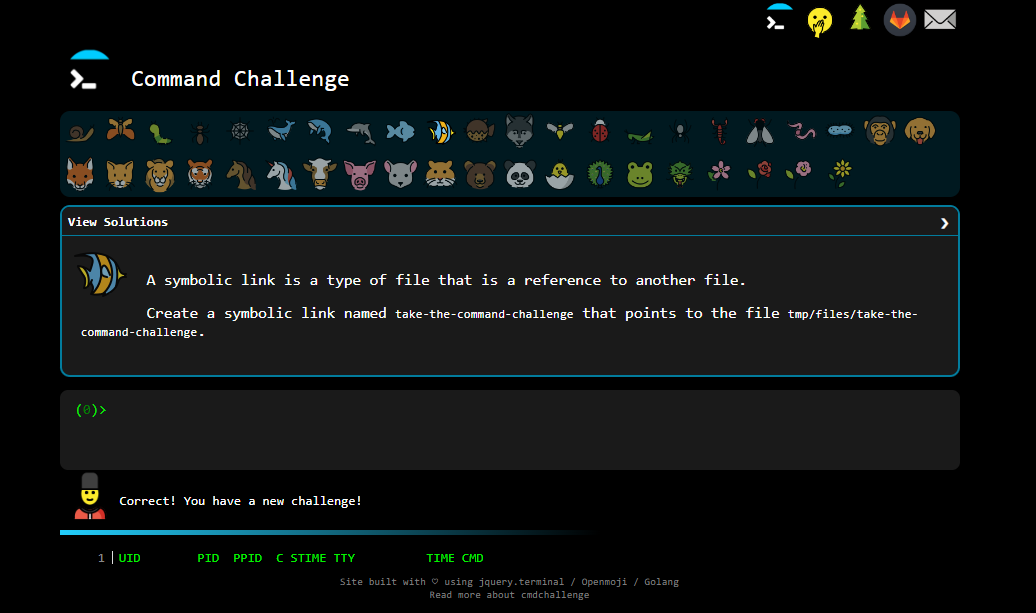 Command Challenge
View Solutions
A symbolic link is a type of file that is a reference to another file.
Create a symbolic link named take-the-command-challenge that points to the file tmp/files/take-the-
command-challenge.
(0)>
Correct! You have a new challenge!
1 UID PID PPID C STIME TTY TIME CMD
Site built with ♡ using jquery.terminal / Openmoji / Golang
Read more about cmdchallenge